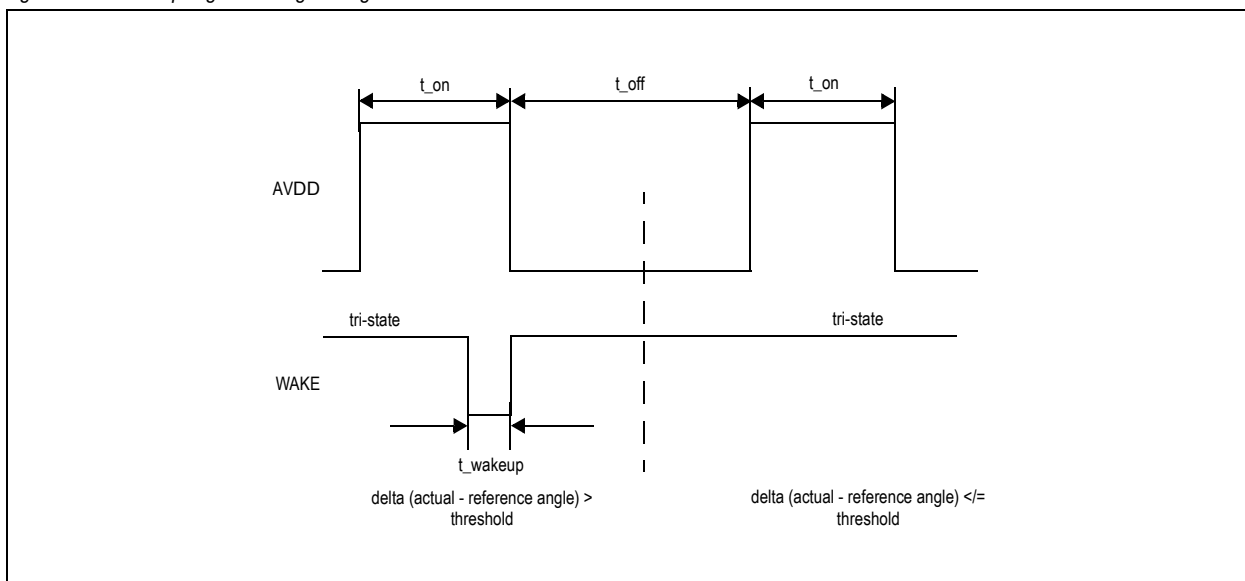 t_on
t_off
t_on
AVDD
tri-state
tri-state
WAKE
t_wakeup
delta (actual - reference angle) >
threshold
delta (actual - reference angle) </=
threshold